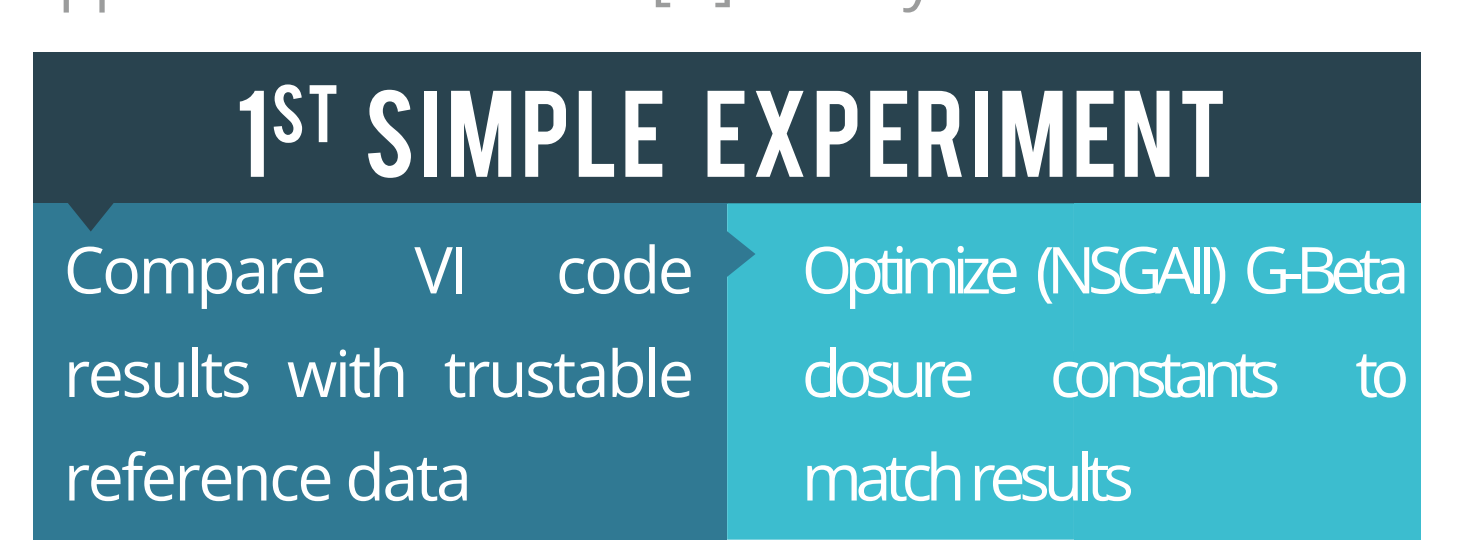 1ST SIMPLE EXPERIMENT
Compare VI code
results with trustable
reference data
Optimize (NSGAII) G-Beta
closure constants to
match results